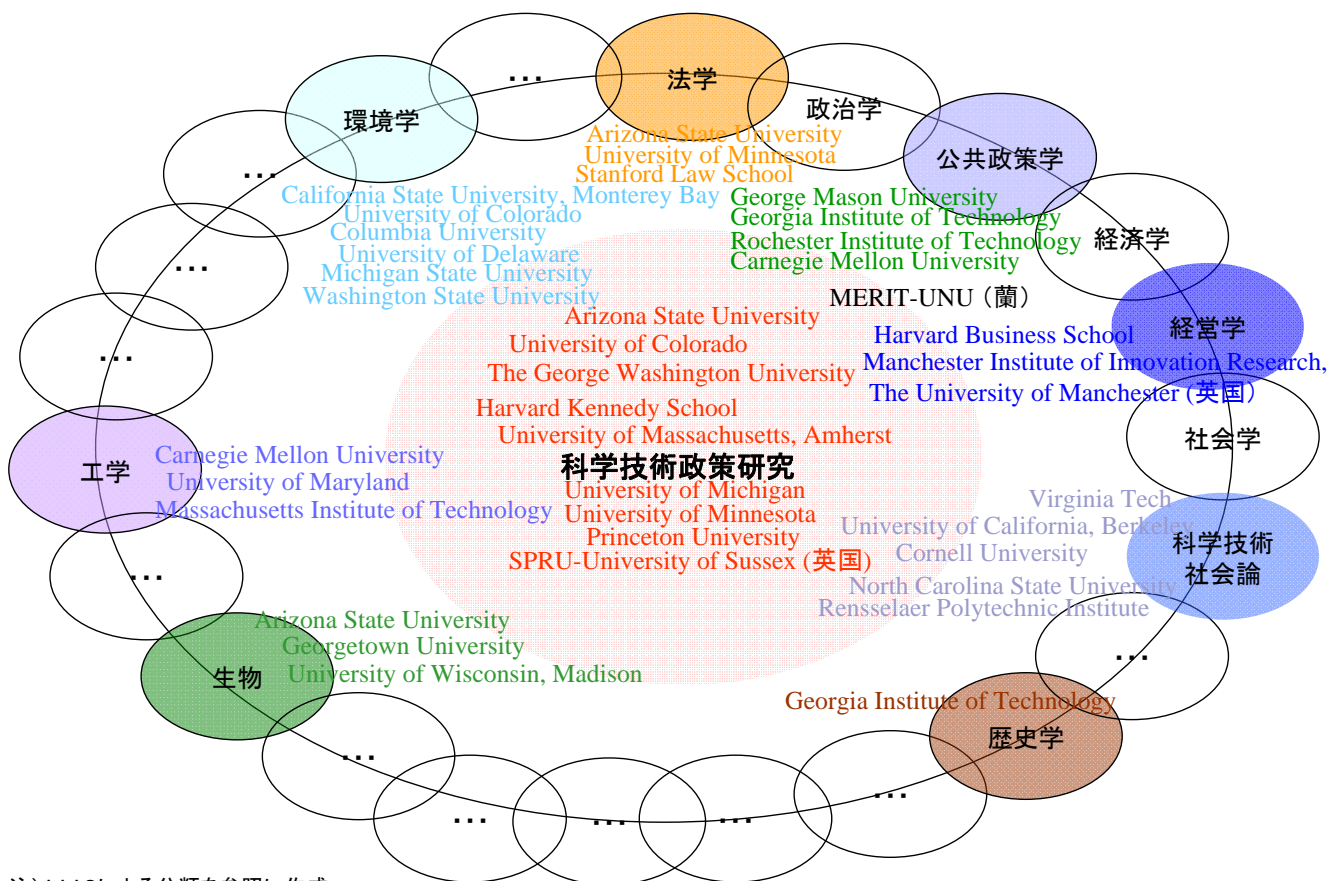 ...
法学
政治学
環境学
公共政策学
...
経済学
...
経営学
...
社会学
工学
科学技術
社会論
...
...
生物
歴史学
...
...
...
...
...
Arizona State University
University of Minnesota
Stanford Law School
California State University, Monterey Bay
University of Colorado
Columbia University
University of Delaware
Michigan State University
Washington State University
George Mason University
Georgia Institute of Technology
Rochester Institute of Technology
Carnegie Mellon University
MERIT-UNU（蘭）
Harvard Business School
Manchester Institute of Innovation Research,
The University of Manchester (英国）
Arizona State University
University of Colorado
The George Washington University
Harvard Kennedy School
University of Massachusetts, Amherst
科学技術政策研究
University of Michigan
University of Minnesota
Princeton University
SPRU-University of Sussex (英国)
Carnegie Mellon University
University of Maryland
Massachusetts Institute of Technology
Virginia Tech
University of California, Berkeley
Cornell University
North Carolina State University
Rensselaer Polytechnic Institute
Arizona State University
Georgetown University
University of Wisconsin, Madison
Georgia Institute of Technology